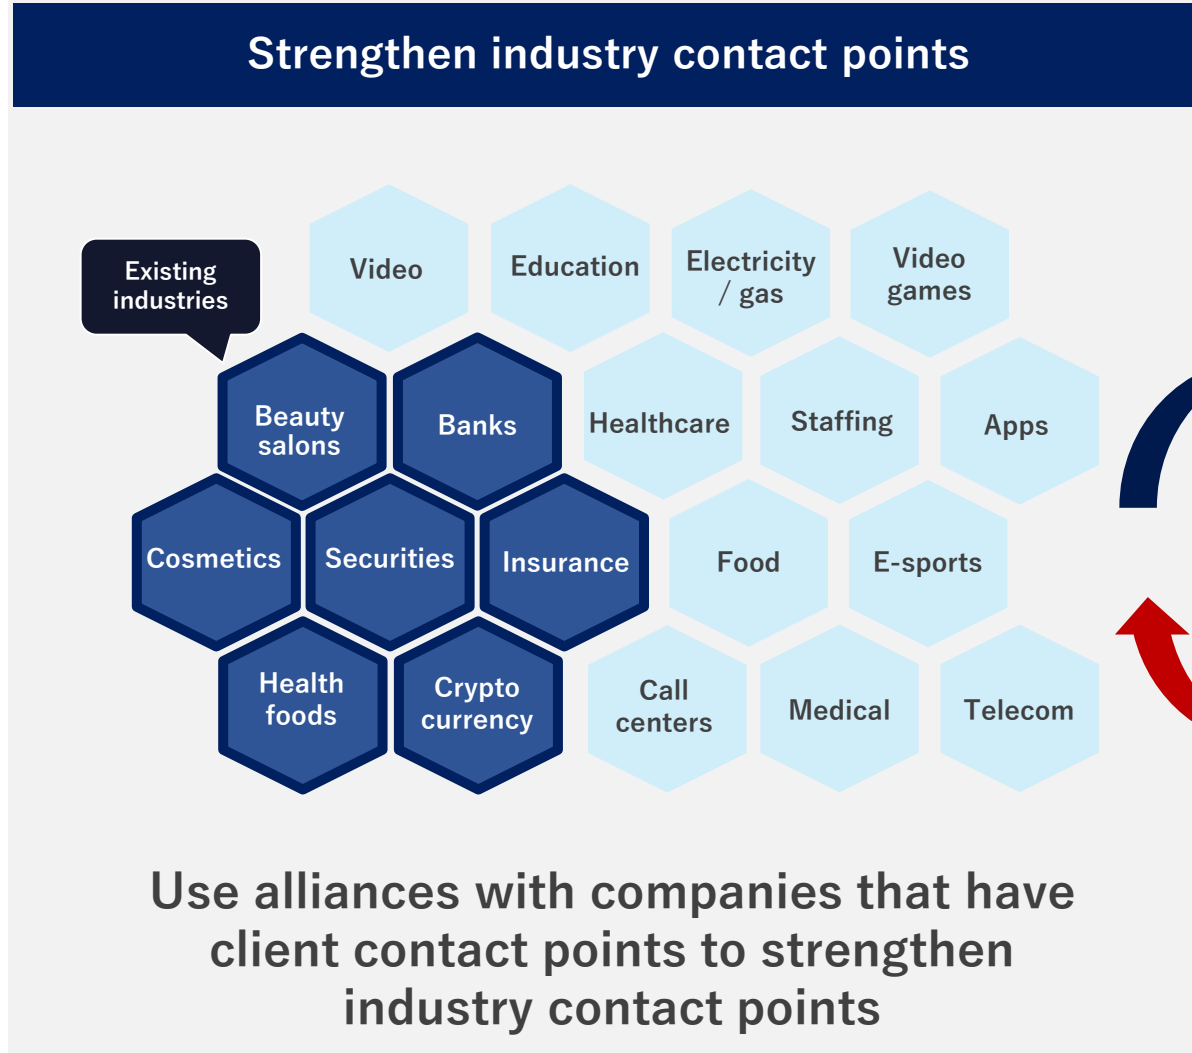 Strengthen industry contact points
Existing
industries
Video
Education
Electricity
/ gas
Video
games
Beauty
salons
Banks
Healthcare
Staffing
Apps
Cosmetics
Securities
Insurance
Food
E-sports
Health
foods
Crypto
currency
Call
centers
Medical
Telecom
Use alliances with companies that have
client contact points to strengthen
industry contact points